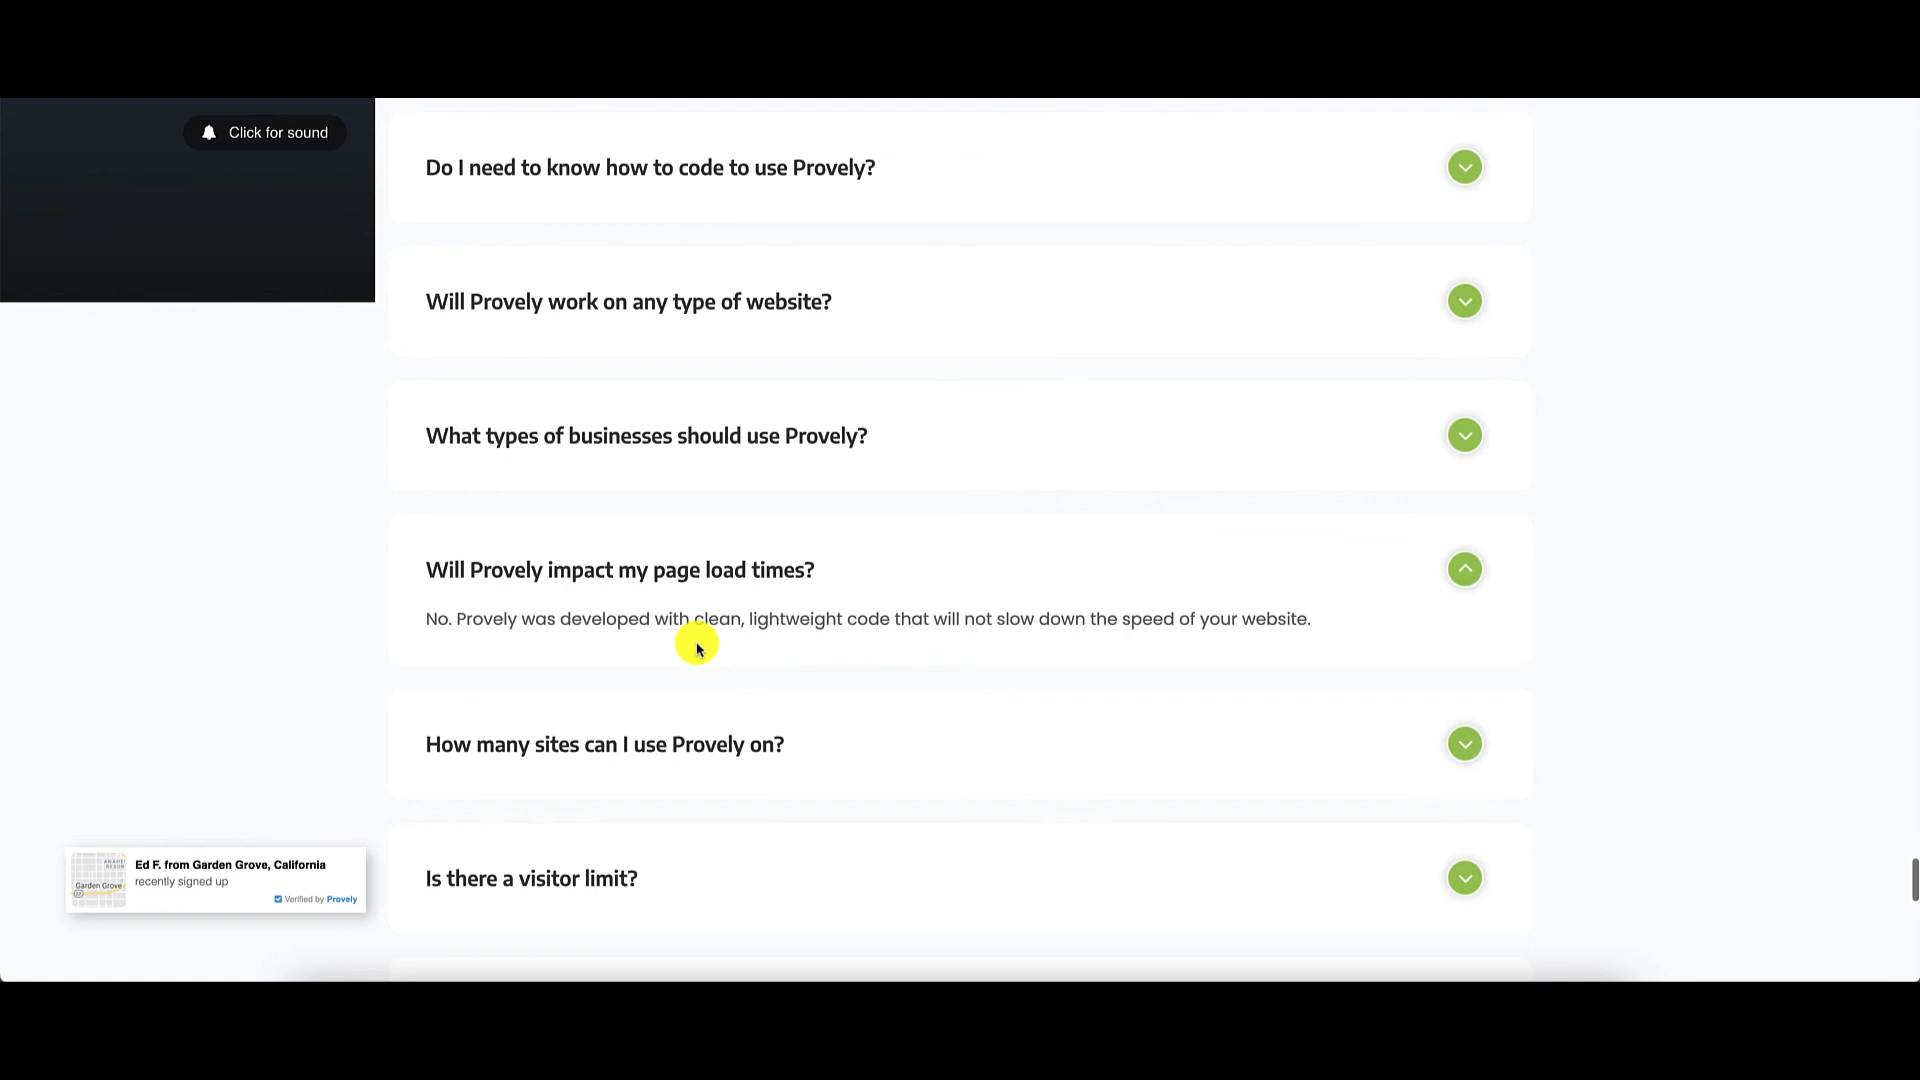 Click for sound
Do I need to know how to code to use Provely?
Will Provely work on any type of website?
What types of businesses should use Provely?
Will Provely impact my page load times?
No. Provely was developed with clean, lightweight code that will not slow down the speed of your website.
How many sites can I use Provely on?
Ed F. from Garden Grove, California
recently signed up
Verified by Provely
Garden Grove
Is there a visitor limit?